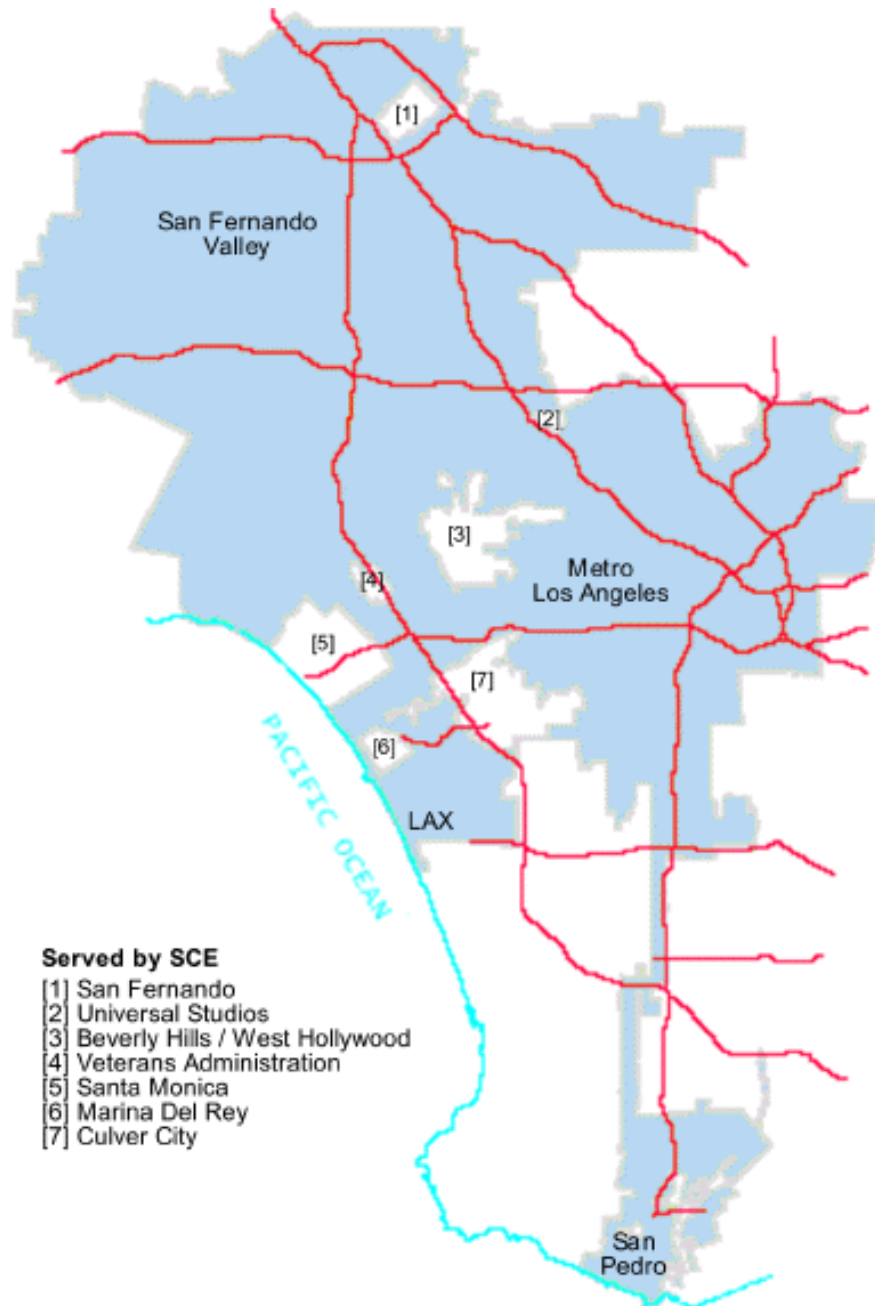 [1]
San Fernando
Valley
[2]
[3]
Metro
Los Angeles
[4]
[5]
[7]
[6]
PACIFIC OCEAN
LAX
Served by SCE
[1] San Fernando
[2] Universal Studios
[3] Beverly Hills / West Hollywood
[4] Veterans Administration
[5] Santa Monica
[6] Marina Del Rey
[7] Culver City
San
Pedro